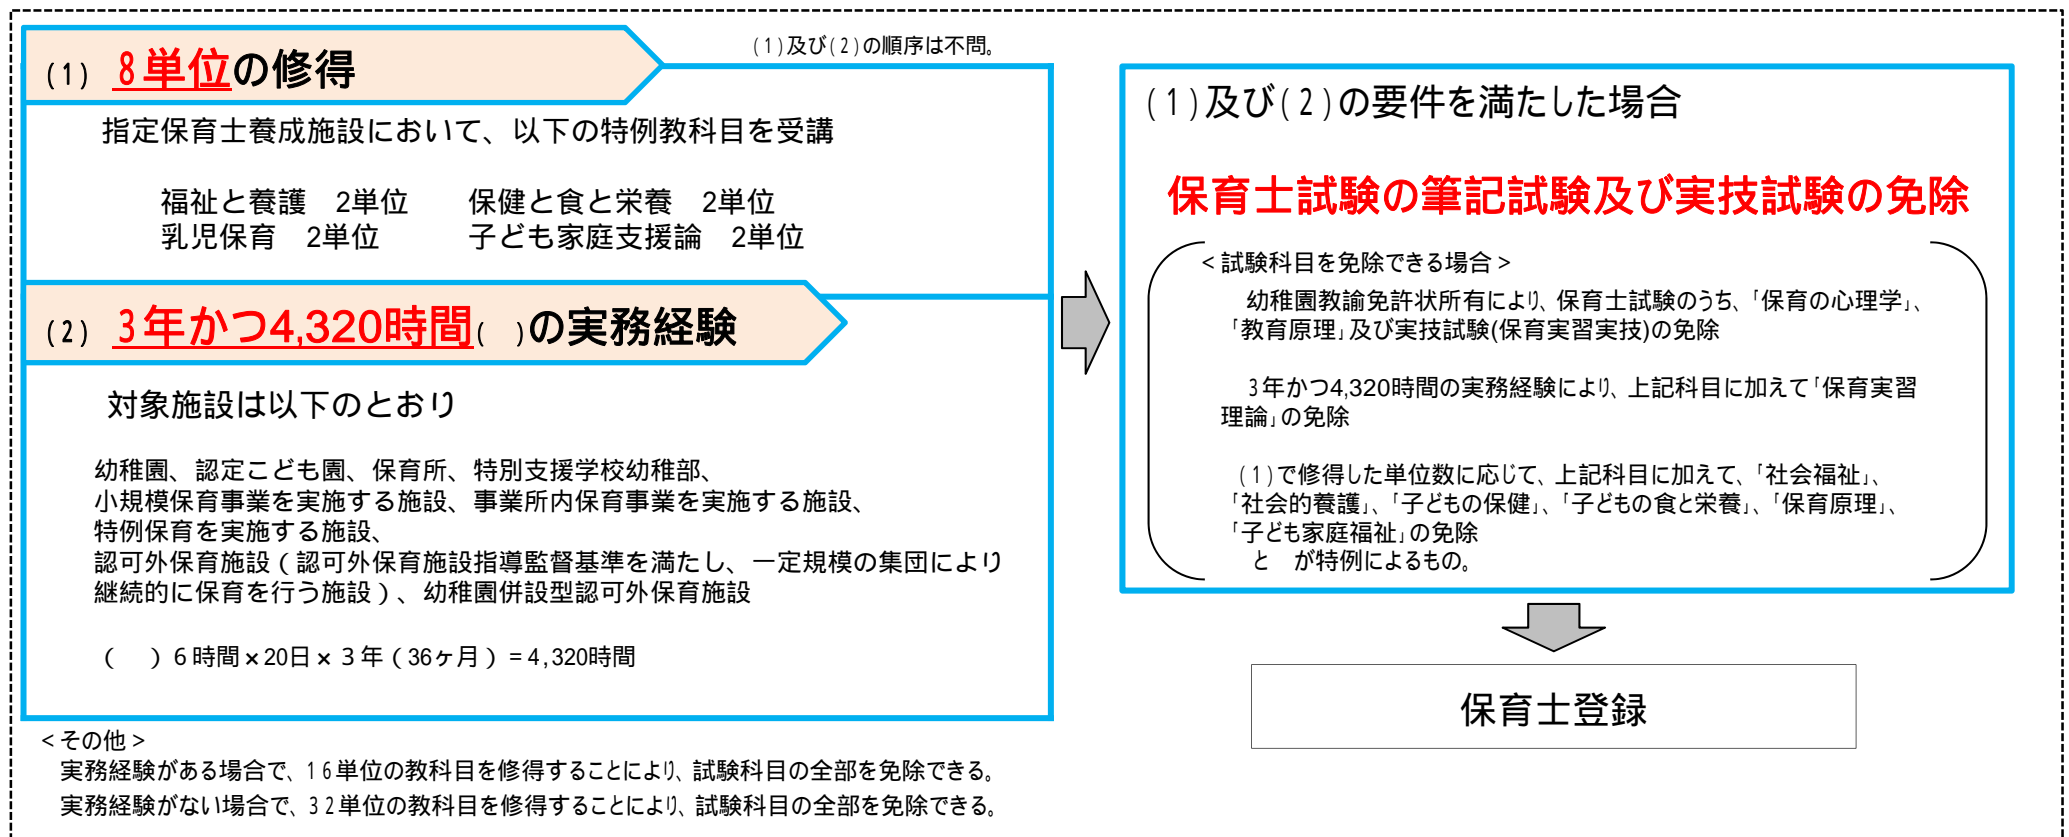 (1)及び(2)の順序は不問。
(1) 8単位の修得
指定保育士養成施設において、以下の特例教科目を受講
福祉と養護 2単位 保健と食と栄養 2単位
乳児保育 2単位 子ども家庭支援論 2単位
(2) 3年かつ4,320時間( )の実務経験
対象施設は以下のとおり
幼稚園、認定こども園、保育所、特別支援学校幼稚部、
小規模保育事業を実施する施設、事業所内保育事業を実施する施設、
特例保育を実施する施設、
認可外保育施設(認可外保育施設指導監督基準を満たし、一定規模の集団により
継続的に保育を行う施設)、幼稚園併設型認可外保育施設
( )6時間×20日×3年(36ヶ月)=4,320時間
<その他>
実務経験がある場合で、16単位の教科目を修得することにより、試験科目の全部を免除できる。
実務経験がない場合で、32単位の教科目を修得することにより、試験科目の全部を免除できる。
(1)及び(2)の要件を満たした場合
保育士試験の筆記試験及び実技試験の免除
<試験科目を免除できる場合>
幼稚園教諭免許状所有により、保育士試験のうち、「保育の心理学」、
「教育原理」及び実技試験(保育実習実技)の免除
3年かつ4,320時間の実務経験により、上記科目に加えて「保育実習
理論」の免除
(1)で修得した単位数に応じて、上記科目に加えて、「社会福祉」、
「社会的養護」、「子どもの保健」、「子どもの食と栄養」、「保育原理」、
「子ども家庭福祉」の免除
と が特例によるもの。
保育士登録